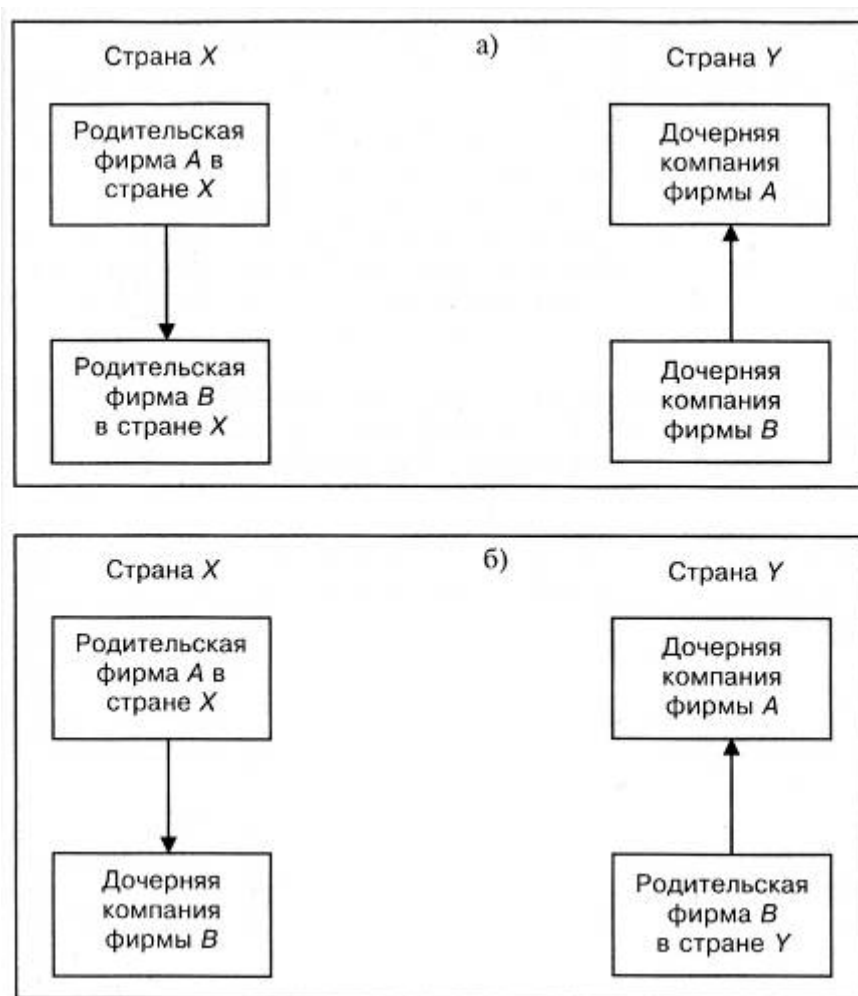 Страна X
а)
Страна Y
Родительская
фирма A в
стране X
Дочерняя
компания
фирмы A
Родительская
фирма B
в стране X
Дочерняя
компания
фирмы B
Страна X
б)
Страна Y
Родительская
фирма A в
стране X
Дочерняя
компания
фирмы A
Дочерняя
компания
фирмы B
Родительская
фирма B
в стране Y